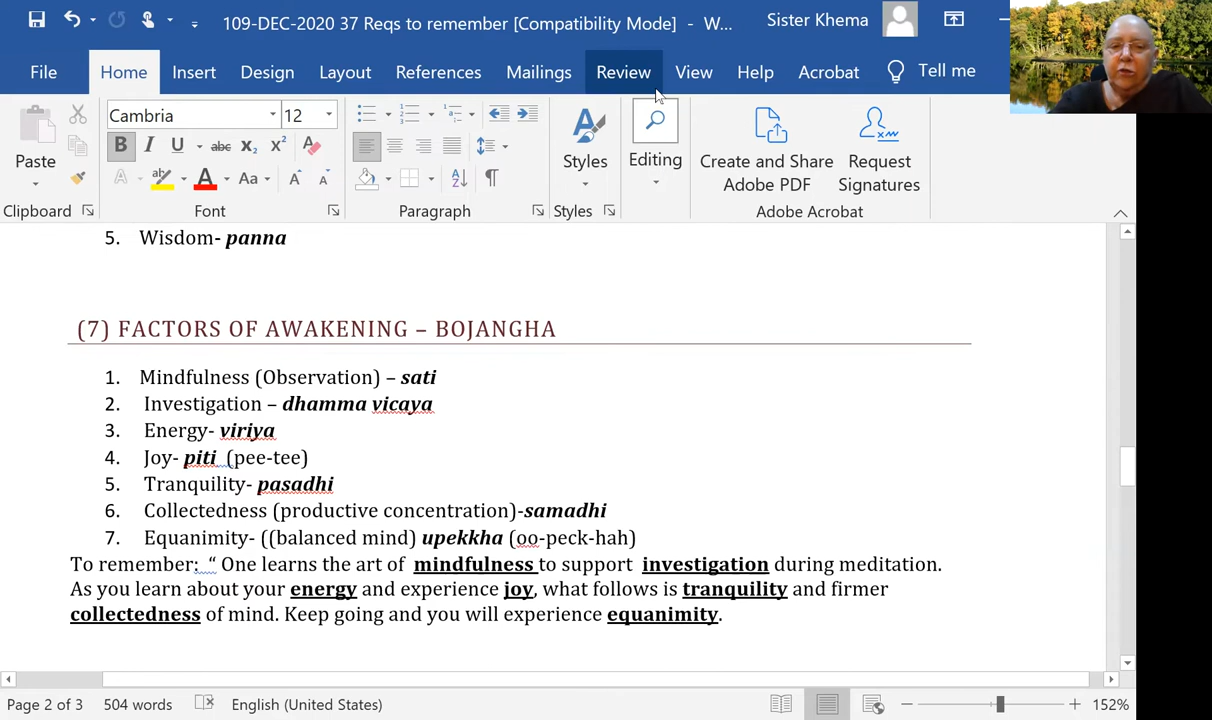 109-DEC-2020 37 Reqs to remember [Compatibility Mode] - W...
Sister Khema
File Home Insert Design Layout References Mailings Review View Help Acrobat Tell me
Cambria 12
Paste
B I U abc X₂ X² A
A ab A Aa A A
Styles
Editing
Create and Share Adobe PDF
Request Signatures
Clipboard Font Paragraph Styles Adobe Acrobat
5. Wisdom- panna
(7) FACTORS OF AWAKENING – BOJANGHA
1. Mindfulness (Observation) – sati
2. Investigation – dhamma vicaya
3. Energy- viriya
4. Joy- piti (pee-tee)
5. Tranquility- pasadhi
6. Collectedness (productive concentration)-samadhi
7. Equanimity- ((balanced mind) upekkha (oo-peck-hah)
To remember: “ One learns the art of mindfulness to support investigation during meditation.
As you learn about your energy and experience joy, what follows is tranquility and firmer
collectedness of mind. Keep going and you will experience equanimity.
Page 2 of 3 504 words English (United States) 152%